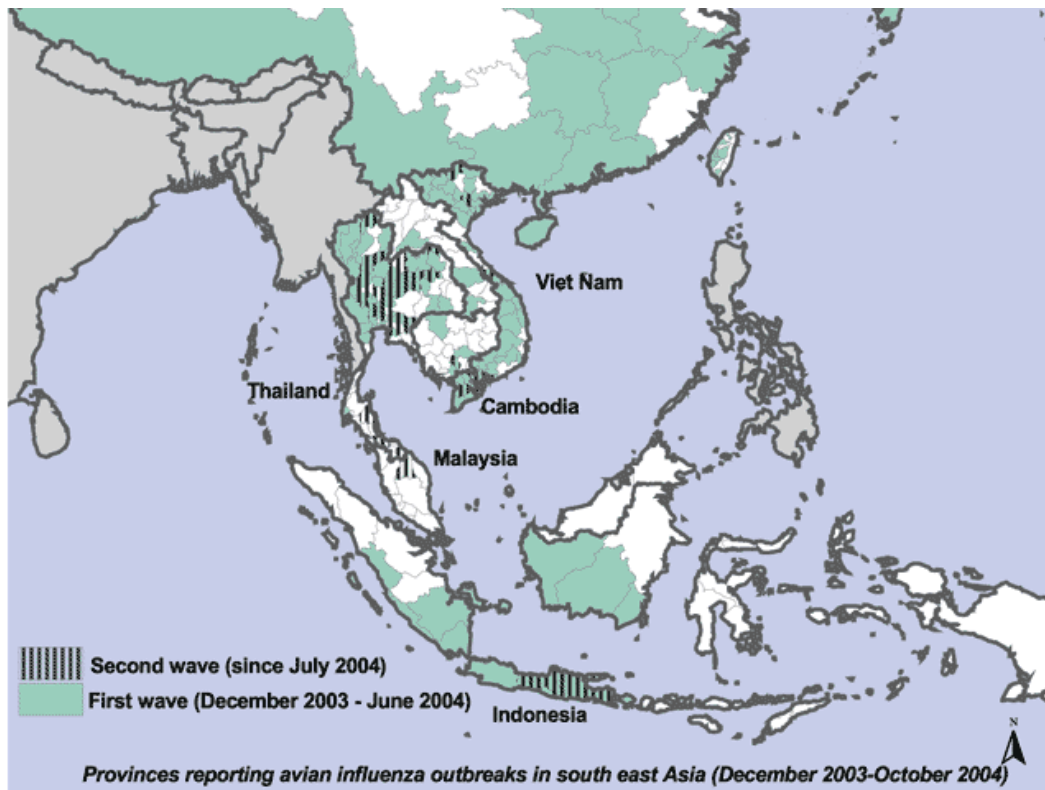 Viet Nam
Thailand
Cambodia
Malaysia
Second wave (since July 2004)
First wave (December 2003 - June 2004)
Indonesia
N
Provinces reporting avian influenza outbreaks in south east Asia (December 2003-October 2004)